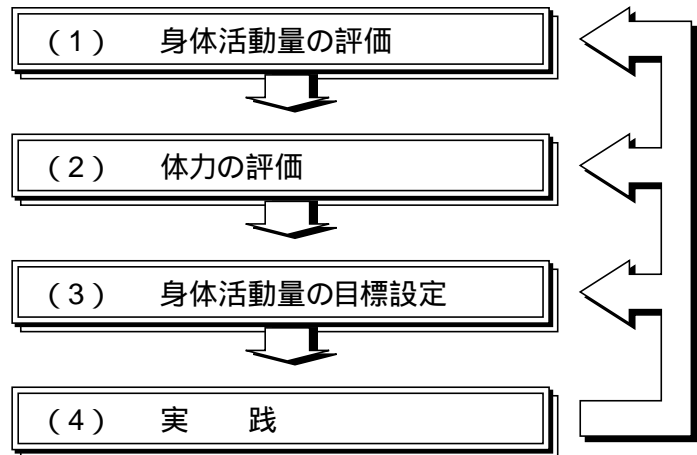 （１） 身体活動量の評価
（２） 体力の評価
（３） 身体活動量の目標設定
（４） 実　　践